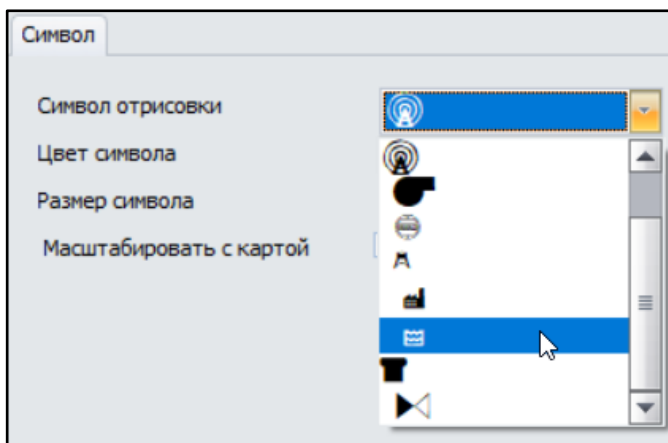 Символ
Символ отрисовки
Цвет символа
Размер символа
Масштабировать с картой